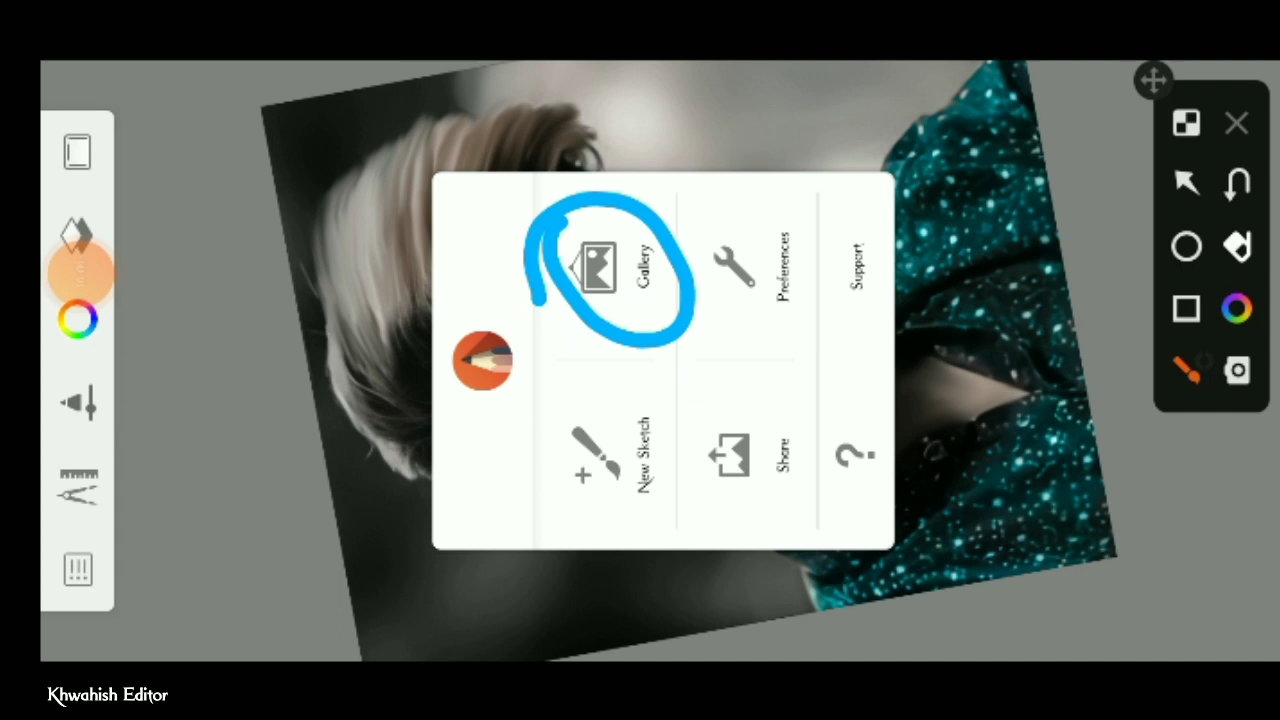 Gallery
Preferences
Support
New Sketch
Share
Khwahish Editor